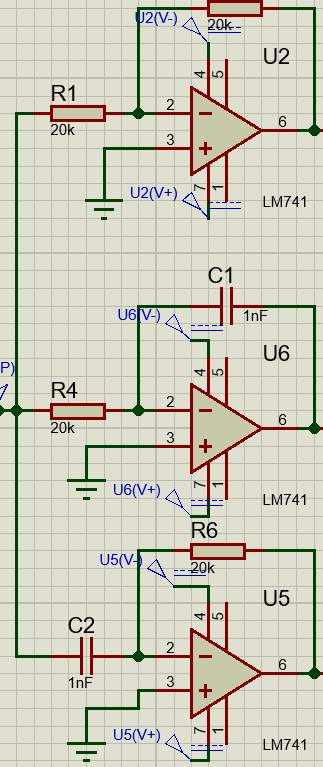 U2(V-)
20k
U2
4
5
R1
2
6
20k
3
7
1
U2(V+)
LM741
C1
U6(V-)
1nF
U6
P)
4
5
R4
2
6
20k
3
7
1
U6(V+)
LM741
R6
U5(V-)
20k
U5
4
5
C2
2
6
1nF
3
7
1
U5(V+)
LM741